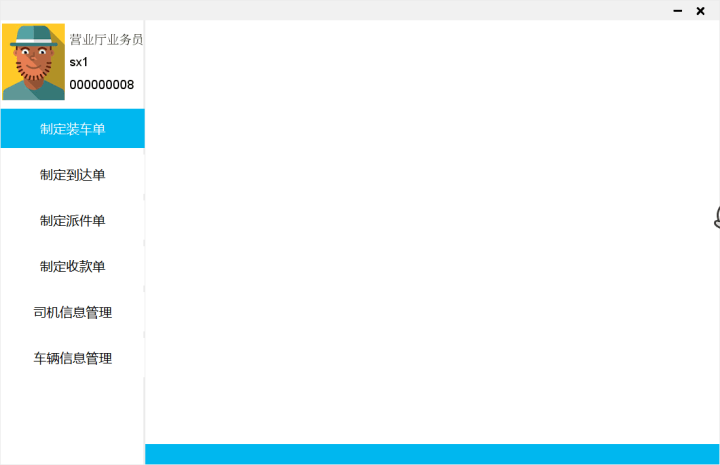 营业厅业务员
sx1
000000008
制定装车单
制定到达单
制定派件单
制定收款单
司机信息管理
车辆信息管理